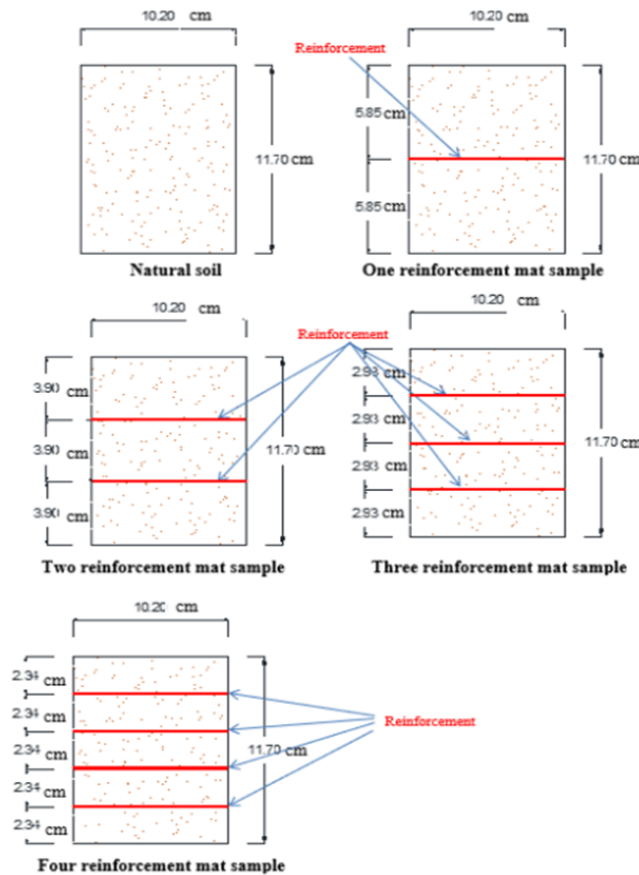 10.20 cm
11.70 cm
Natural soil
10.20 cm
Reinforcement
5.85 cm
5.85 cm
11.70 cm
One reinforcement mat sample
10.20 cm
3.90 cm
3.90 cm
3.90 cm
11.70 cm
Two reinforcement mat sample
Reinforcement
10.20 cm
2.93 cm
2.93 cm
2.93 cm
2.93 cm
11.70 cm
Three reinforcement mat sample
10.20 cm
2.34 cm
2.34 cm
2.34 cm
2.34 cm
2.34 cm
11.70 cm
Reinforcement
Four reinforcement mat sample